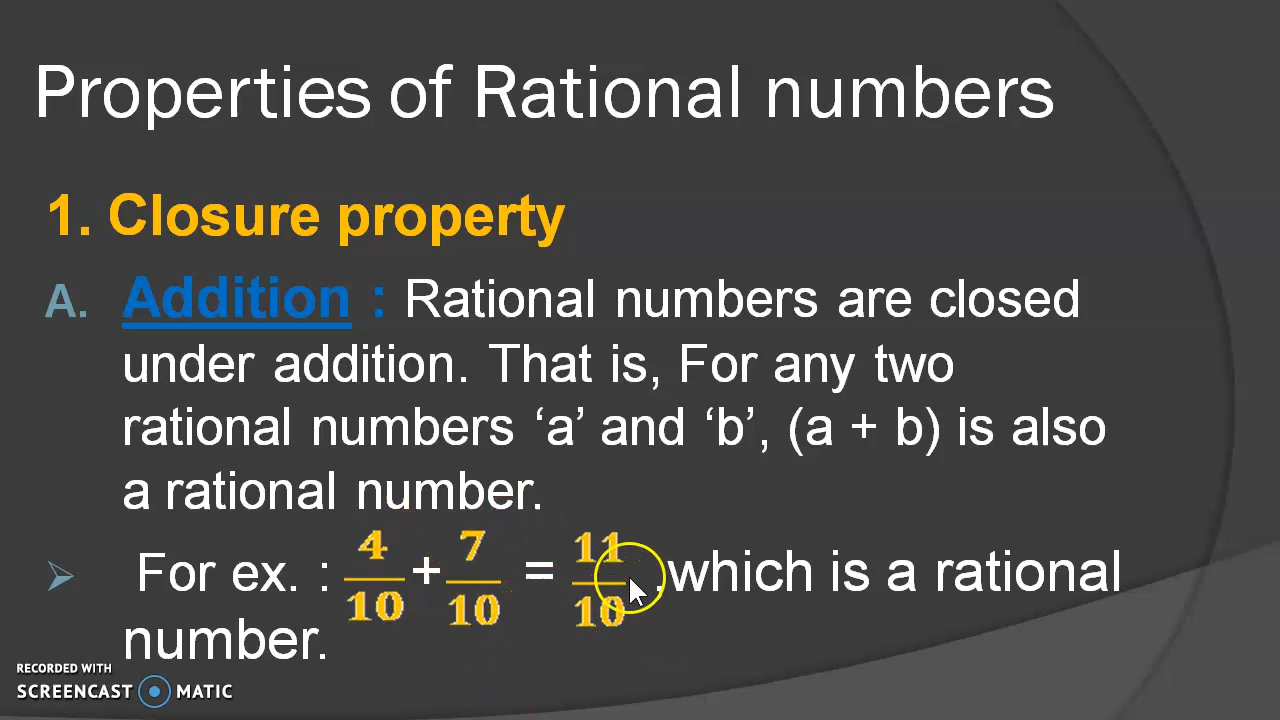 Properties of Rational numbers
1. Closure property
A. Addition : Rational numbers are closed
under addition. That is, For any two
rational numbers ‘a’ and ‘b’, (a + b) is also
a rational number.
➢ For ex. : 4/10 + 7/10 = 11/10 ,which is a rational
number.
RECORDED WITH
SCREENCAST MATIC